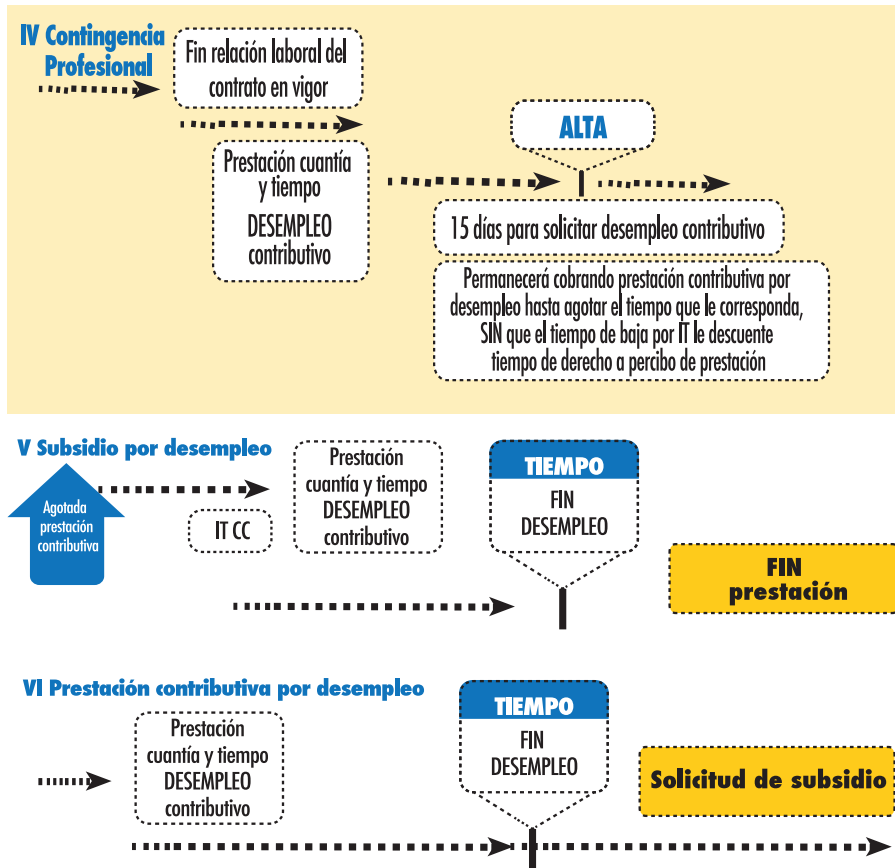 IV Contingencia
Profesional
Fin relación laboral del
contrato en vigor
Prestación cuantía
y tiempo
DESEMPLEO
contributivo
ALTA
15 días para solicitar desempleo contributivo
Permanecerá cobrando prestación contributiva por
desempleo hasta agotar el tiempo que le corresponda,
SIN que el tiempo de baja por IT le descuente
tiempo de derecho a percibo de prestación
V Subsidio por desempleo
Agotada
prestación
contributiva
IT CC
Prestación
cuantía y tiempo
DESEMPLEO
contributivo
TIEMPO
FIN
DESEMPLEO
FIN
prestación
VI Prestación contributiva por desempleo
Prestación
cuantía y tiempo
DESEMPLEO
contributivo
TIEMPO
FIN
DESEMPLEO
Solicitud de subsidio